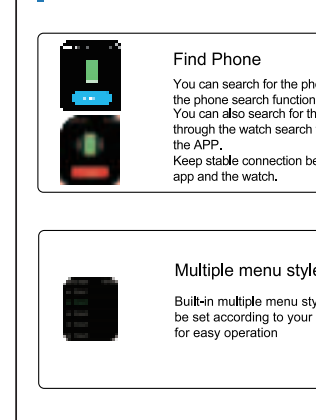 Find Phone
You can search for the pho
the phone search function
You can also search for th
through the watch search
the APP.
Keep stable connection be
app and the watch.
Multiple menu style
Built-in multiple menu sty
be set according to your
for easy operation